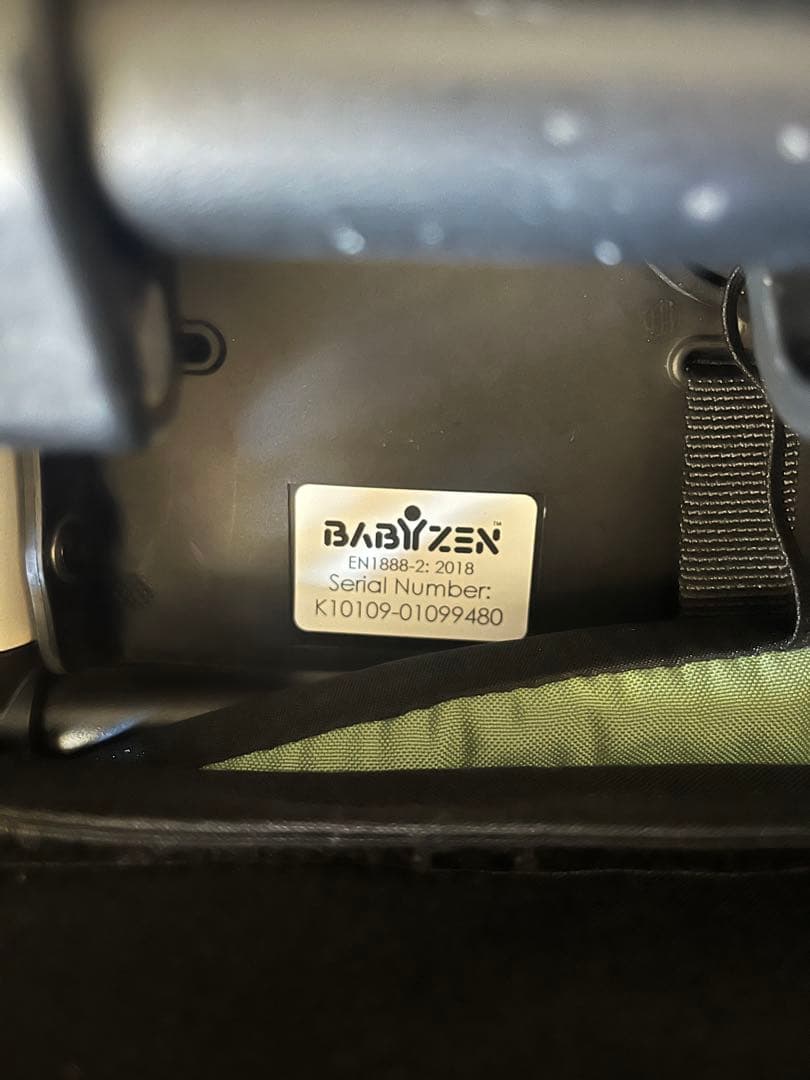 BABYZEN™
EN1888-2: 2018
Serial Number:
K10109-01099480